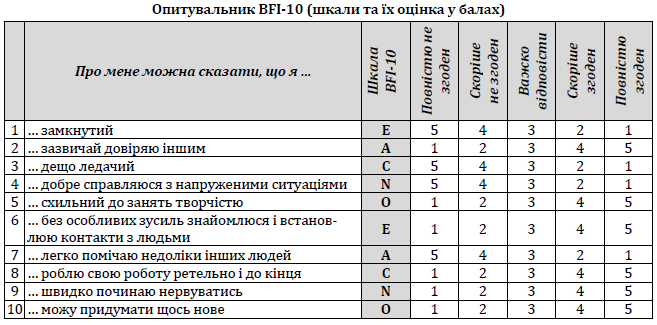 Опитувальник BFI-10 (шкали та їх оцінка у балах)
Про мене можна сказати, що я ... Шкала BFI-10 Повністю не згоден Скоріше не згоден Важко відповісти Скоріше згоден Повністю згоден
1 ... замкнутий E 5 4 3 2 1
2 ... зазвичай довіряю іншим A 1 2 3 4 5
3 ... дещо ледачий C 5 4 3 2 1
4 ... добре справляюся з напруженими ситуаціями N 5 4 3 2 1
5 ... схильний до занять творчістю O 1 2 3 4 5
6 ... без особливих зусиль знайомлюся і встанов-
люю контакти з людьми E 1 2 3 4 5
7 ... легко помічаю недоліки інших людей A 5 4 3 2 1
8 ... роблю свою роботу ретельно і до кінця C 1 2 3 4 5
9 ... швидко починаю нервуватись N 1 2 3 4 5
10 ... можу придумати щось нове O 1 2 3 4 5